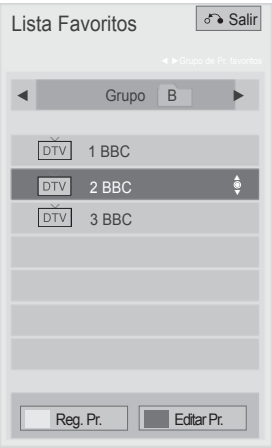 Lista Favoritos
Salir
◄ ►Grupo de Pr. favoritos
◄ Grupo B ►
DTV 1 BBC
DTV 2 BBC
DTV 3 BBC
Reg. Pr. Editar Pr.